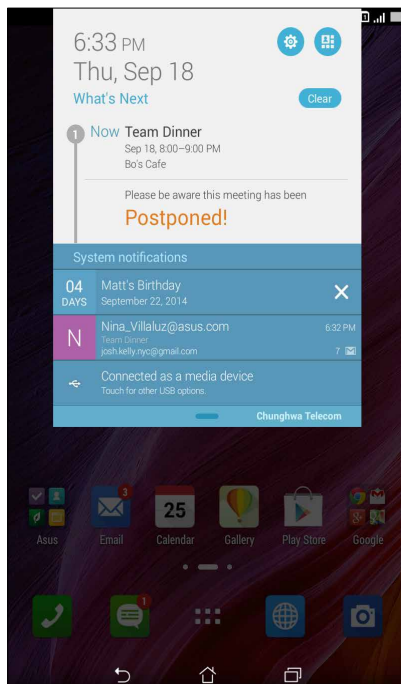 6:33 PM
Thu, Sep 18
What's Next
Clear
1 Now Team Dinner
Sep 18, 8:00–9:00 PM
Bo's Cafe
Please be aware this meeting has been
Postponed!
System notifications
04 DAYS
Matt's Birthday
September 22, 2014
N
Nina_Villaluz@asus.com 6:32 PM
Team Dinner
josh.kelly.nyc@gmail.com 7
Connected as a media device
Touch for other USB options.
Chunghwa Telecom
3
25
Asus Email Calendar Gallery Play Store Google
1